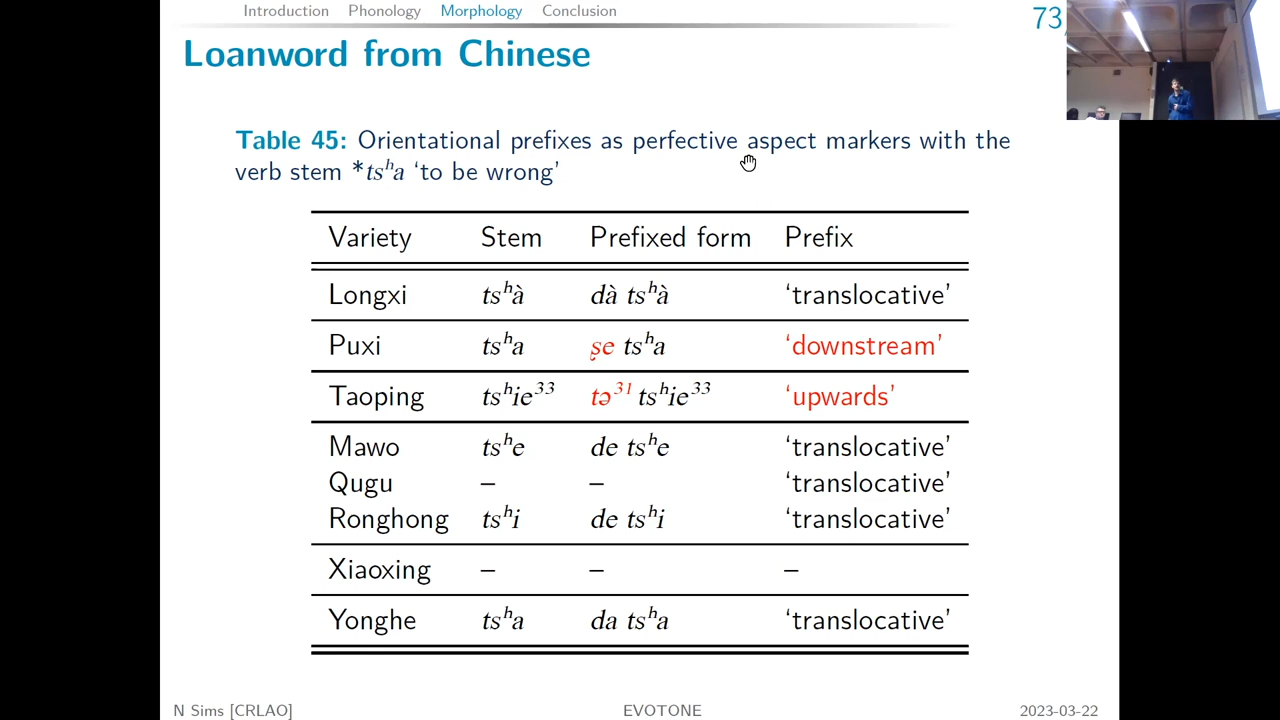 Introduction Phonology Morphology Conclusion
73
Loanword from Chinese
Table 45: Orientational prefixes as perfective aspect markers with the
verb stem *tsʰa ‘to be wrong’
Variety Stem Prefixed form Prefix
Longxi tsʰà dà tsʰà ‘translocative’
Puxi tsʰa ʂe tsʰa ‘downstream’
Taoping tsʰie³³ tə³¹ tsʰie³³ ‘upwards’
Mawo tsʰe de tsʰe ‘translocative’
Qugu – – ‘translocative’
Ronghong tsʰi de tsʰi ‘translocative’
Xiaoxing – – –
Yonghe tsʰa da tsʰa ‘translocative’
N Sims [CRLAO] EVOTONE 2023-03-22